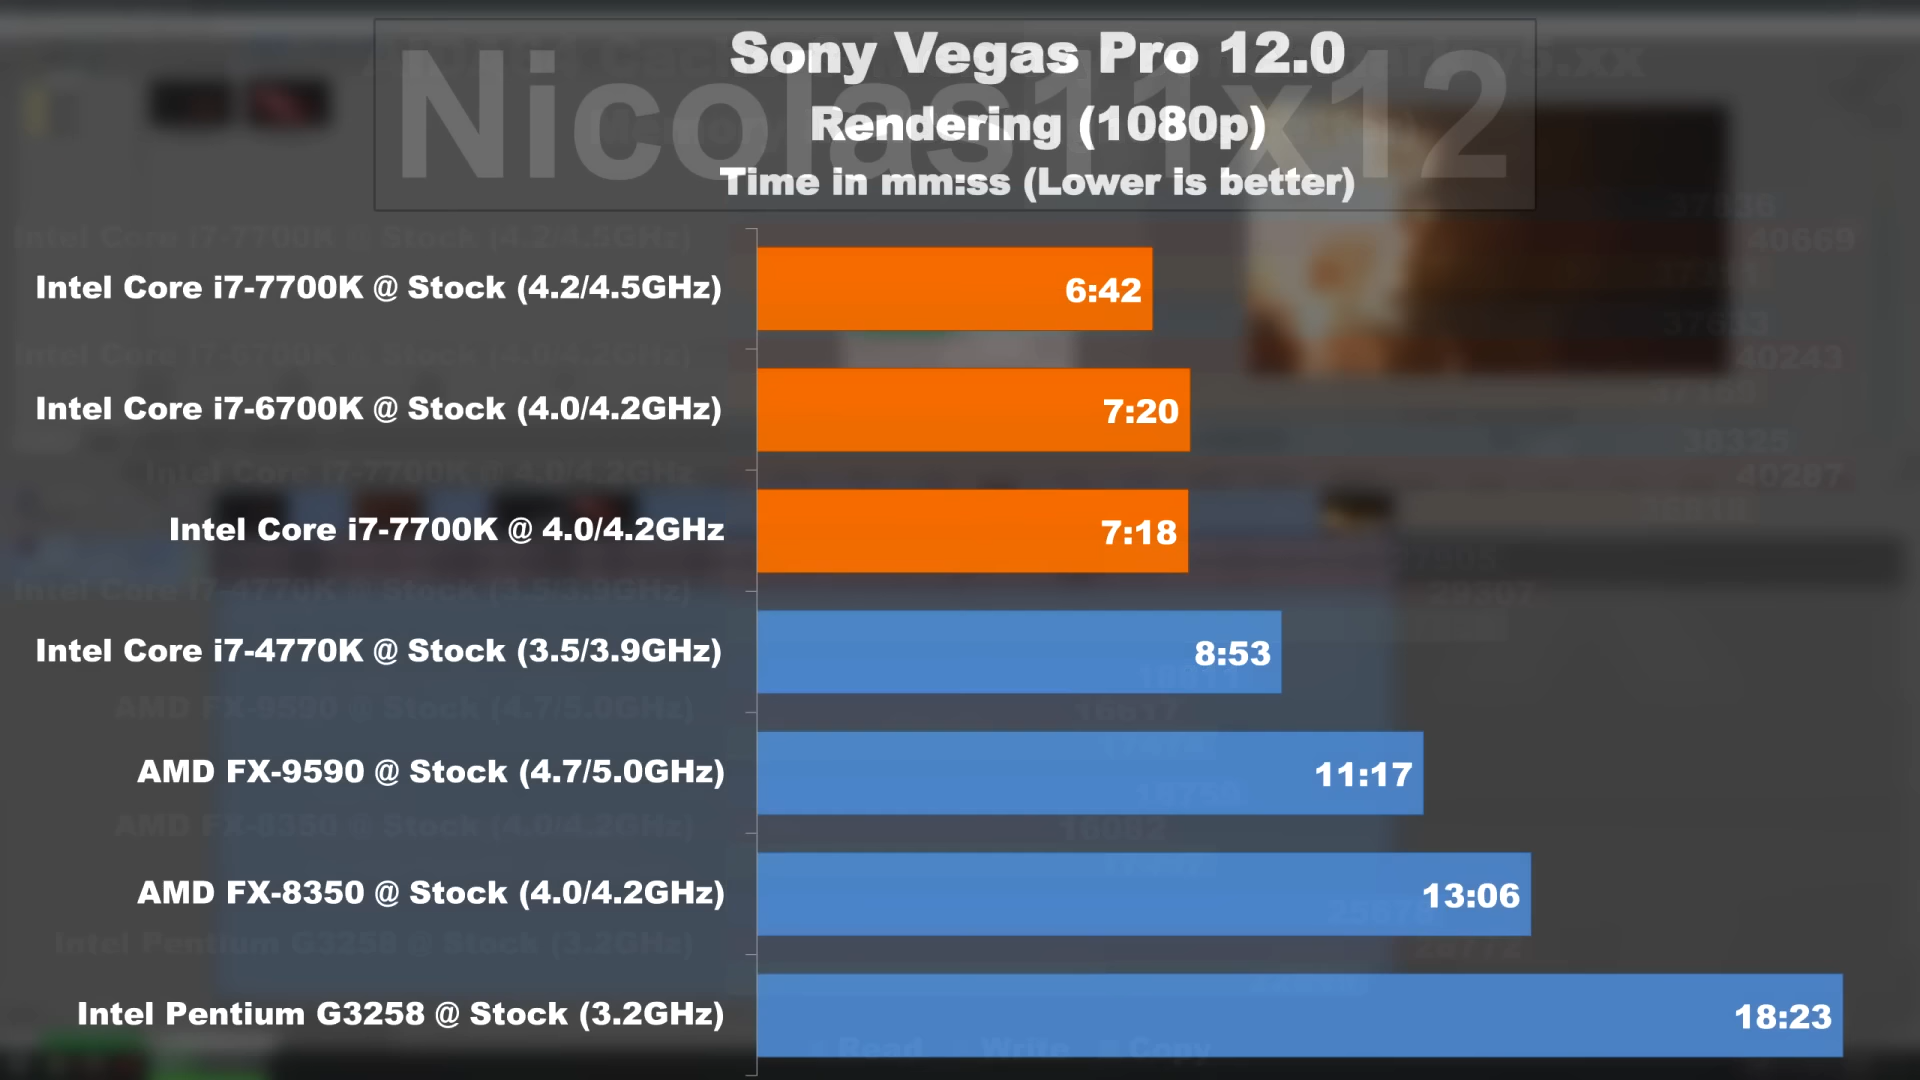 Nicolas11x12
Sony Vegas Pro 12.0
Rendering (1080p)
Time in mm:ss (Lower is better)
Intel Core i7-7700K @ Stock (4.2/4.5GHz) 6:42
Intel Core i7-6700K @ Stock (4.0/4.2GHz) 7:20
Intel Core i7-7700K @ 4.0/4.2GHz 7:18
Intel Core i7-4770K @ Stock (3.5/3.9GHz) 8:53
AMD FX-9590 @ Stock (4.7/5.0GHz) 11:17
AMD FX-8350 @ Stock (4.0/4.2GHz) 13:06
Intel Pentium G3258 @ Stock (3.2GHz) 18:23